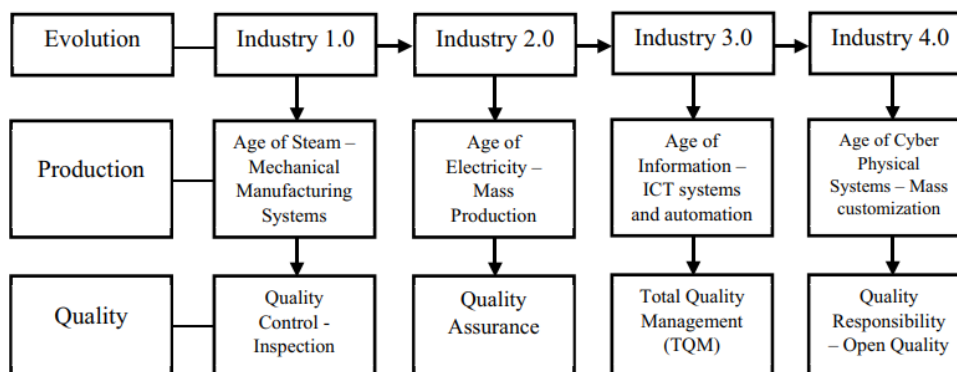 Evolution
Industry 1.0
Industry 2.0
Industry 3.0
Industry 4.0
Production
Age of Steam –
Mechanical
Manufacturing
Systems
Age of
Electricity –
Mass
Production
Age of
Information –
ICT systems
and automation
Age of Cyber
Physical
Systems – Mass
customization
Quality
Quality
Control -
Inspection
Quality
Assurance
Total Quality
Management
(TQM)
Quality
Responsibility
– Open Quality